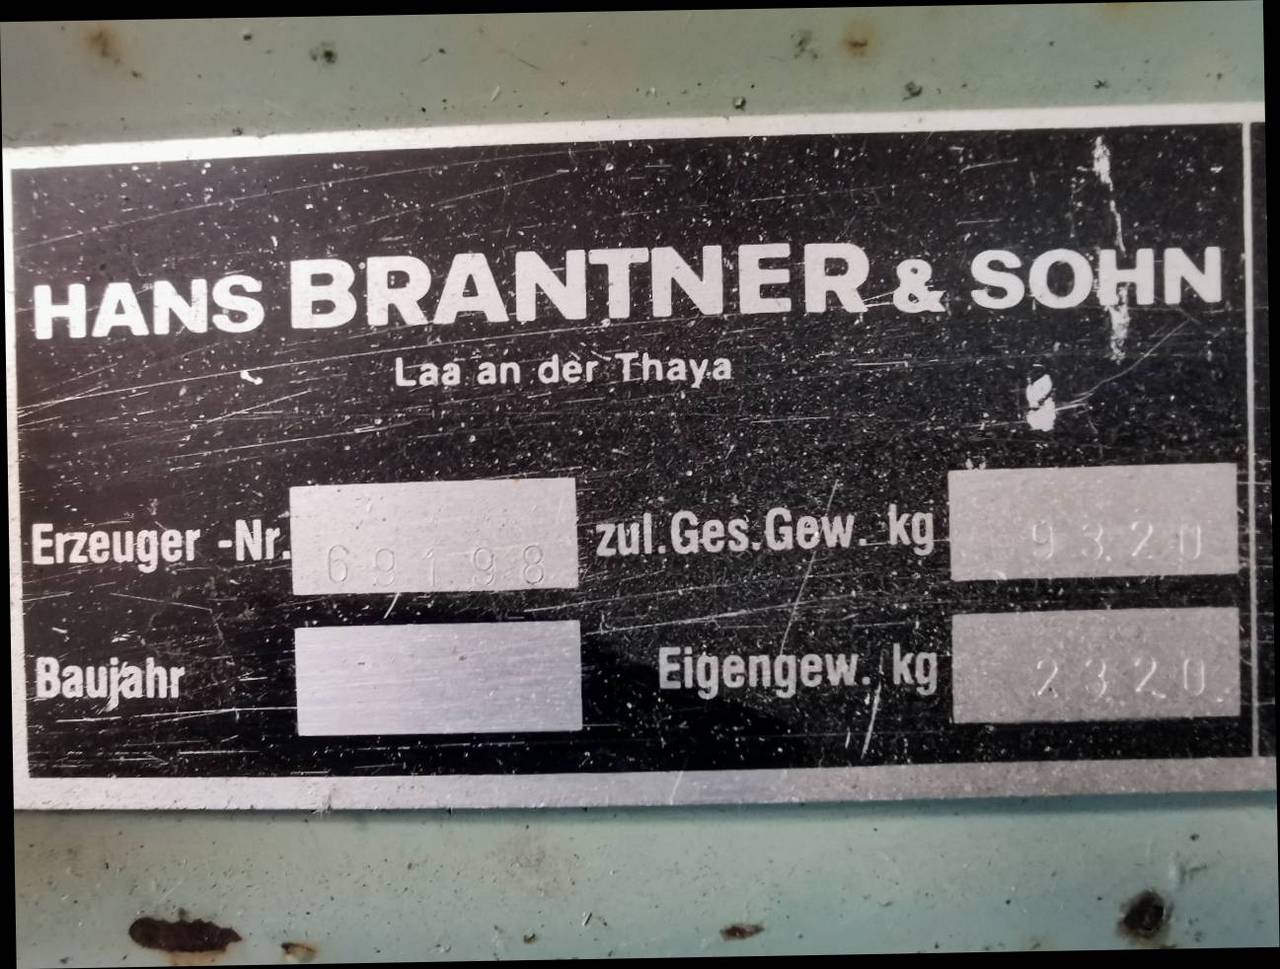 HANS BRANTNER & SOHN
Laa an der Thaya
Erzeuger -Nr. 69198 zul.Ges.Gew. kg 9320
Baujahr Eigengew. kg 2320